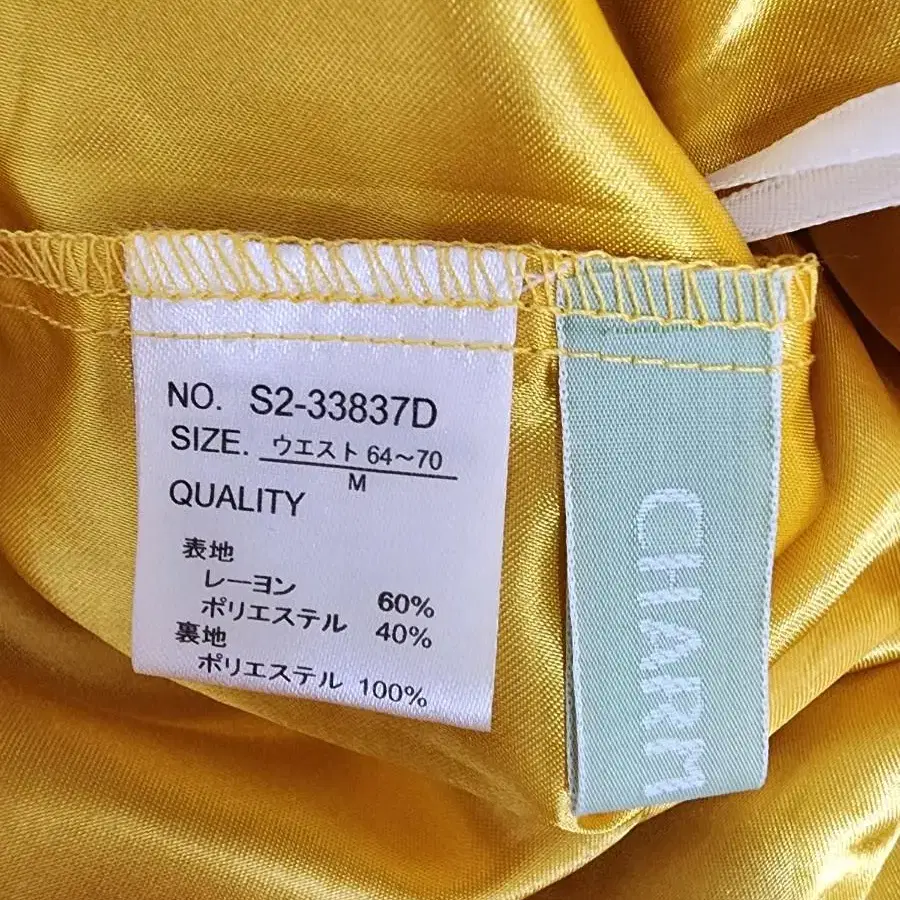 NO. S2-33837D
SIZE. ウエスト 64～70
M
QUALITY
表地
レーヨン 60%
ポリエステル 40%
裏地
ポリエステル 100%
CHARM